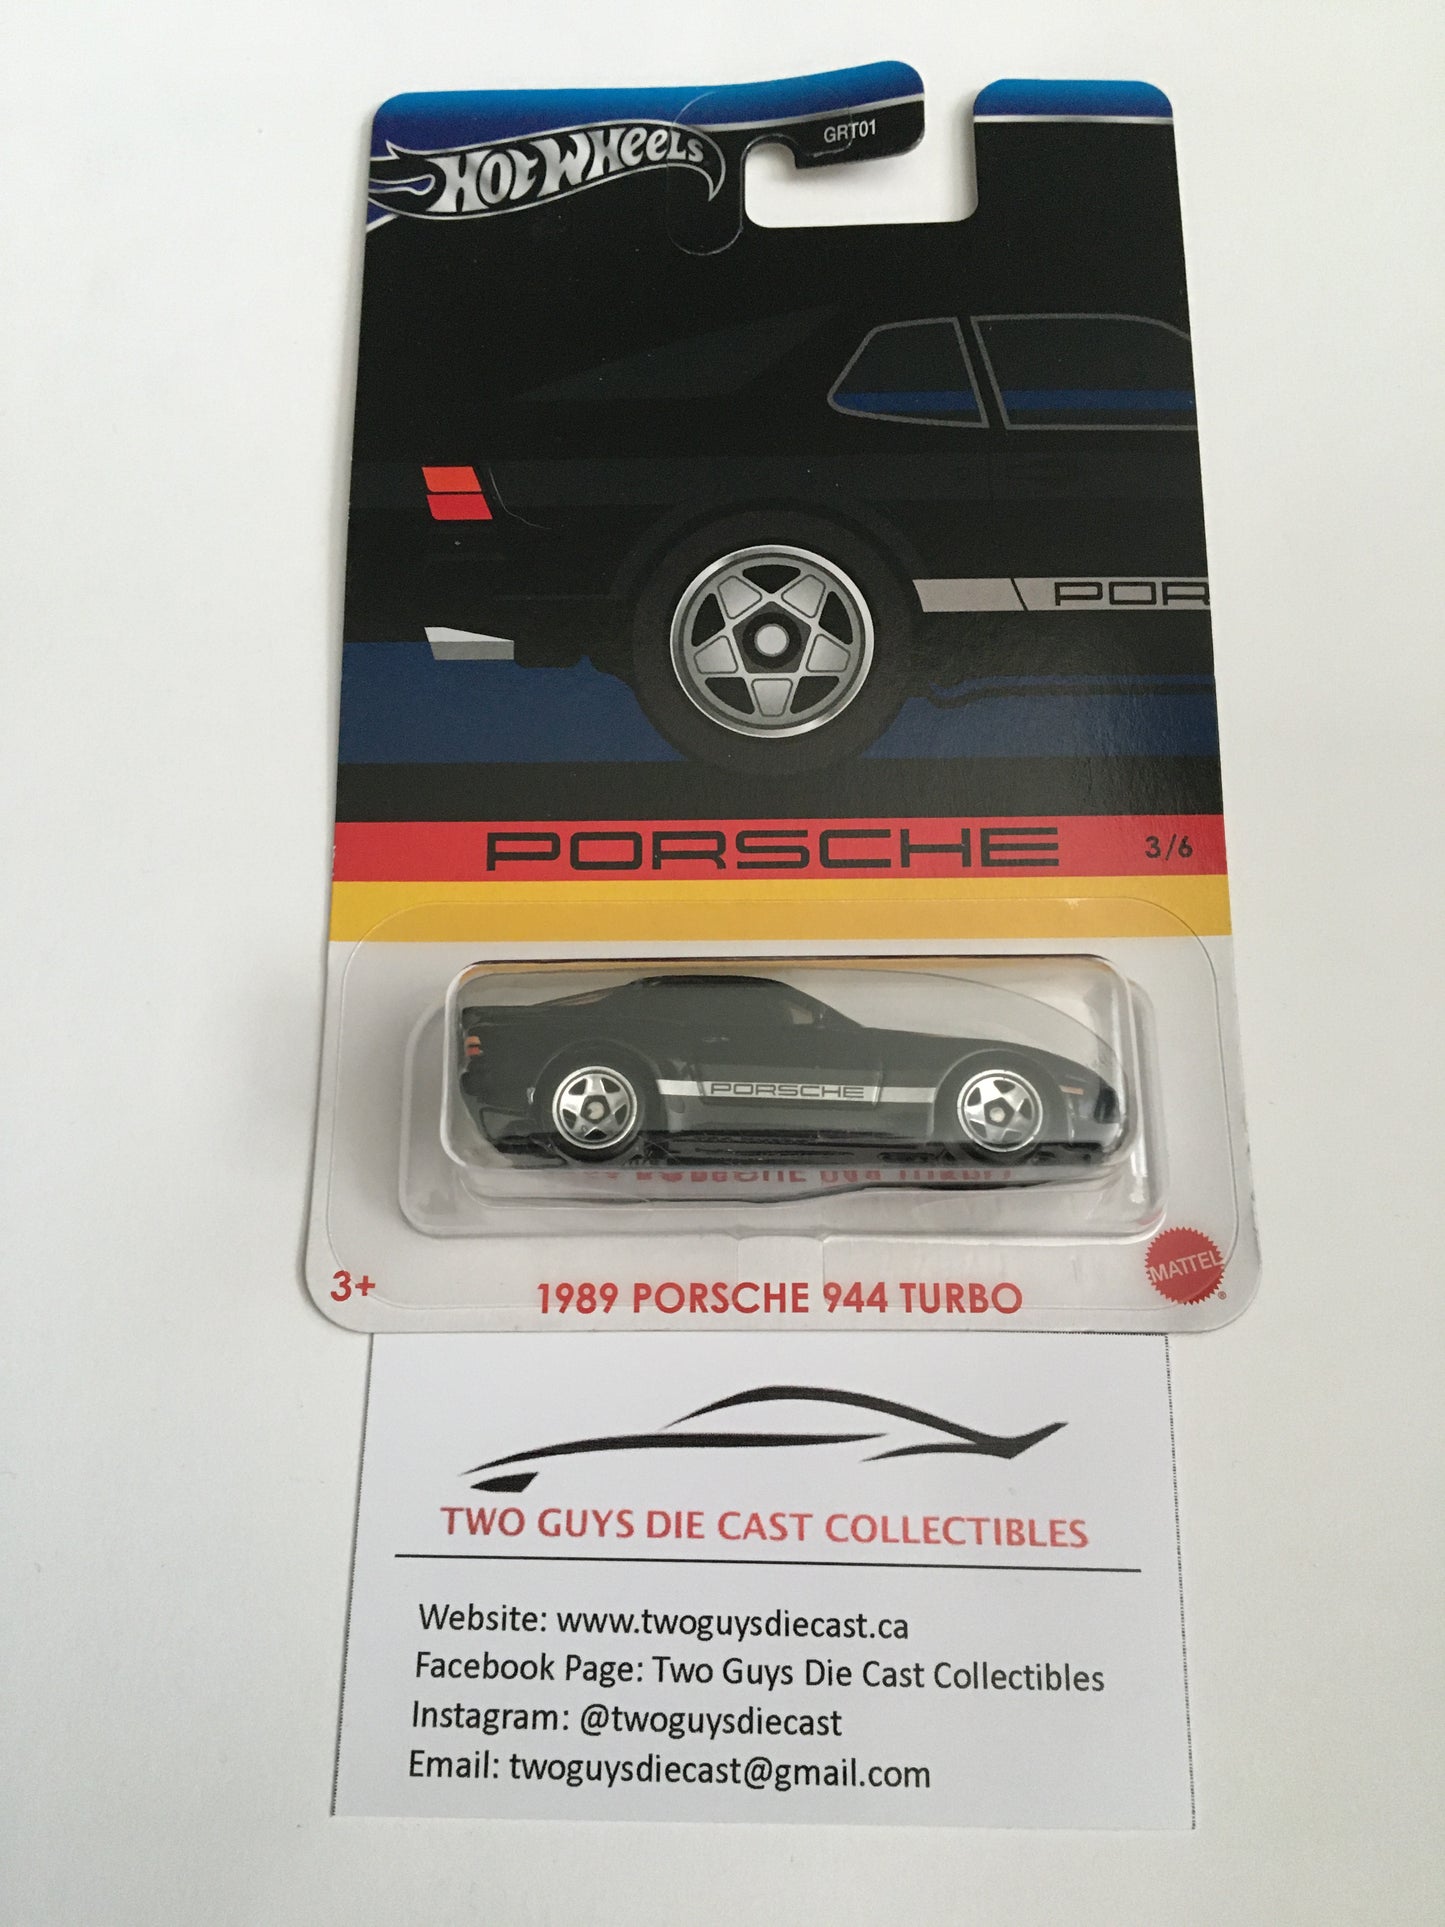 HOT WHEELS
GRT01
POR
PORSCHE
3/6
PORSCHE
3+
1989 PORSCHE 944 TURBO
MATTEL
®
TWO GUYS DIE CAST COLLECTIBLES
Website: www.twoguysdiecast.ca
Facebook Page: Two Guys Die Cast Collectibles
Instagram: @twoguysdiecast
Email: twoguysdiecast@gmail.com